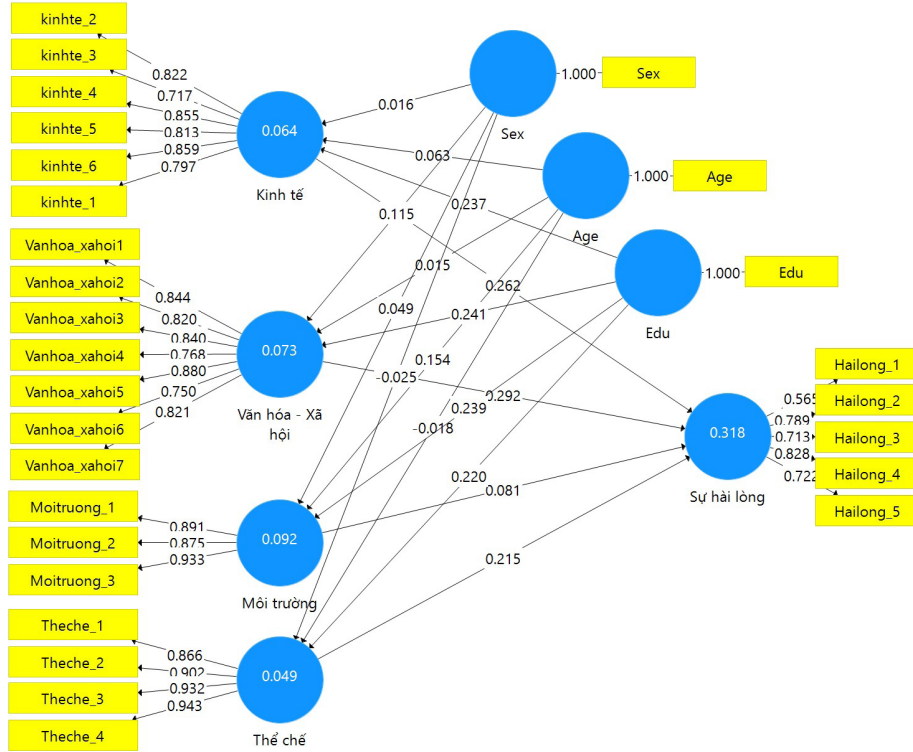 kinhte_2
kinhte_3
kinhte_4
kinhte_5
kinhte_6
kinhte_1
0.822
0.717
0.855
0.813
0.859
0.797
0.064
Kinh tế
Sex
1.000
Sex
Age
1.000
Age
Edu
1.000
Edu
0.016
0.063
0.237
0.115
0.015
0.262
0.049
0.241
0.154
-0.025
0.292
0.239
-0.018
0.220
0.081
0.215
Vanhoa_xahoi1
Vanhoa_xahoi2
Vanhoa_xahoi3
Vanhoa_xahoi4
Vanhoa_xahoi5
Vanhoa_xahoi6
Vanhoa_xahoi7
0.844
0.820
0.840
0.768
0.880
0.750
0.821
0.073
Văn hóa - Xã
hội
Moitruong_1
Moitruong_2
Moitruong_3
0.891
0.875
0.933
0.092
Môi trường
Theche_1
Theche_2
Theche_3
Theche_4
0.866
0.902
0.932
0.943
0.049
Thể chế
0.318
Sự hài lòng
0.565
0.789
0.713
0.828
0.722
Hailong_1
Hailong_2
Hailong_3
Hailong_4
Hailong_5